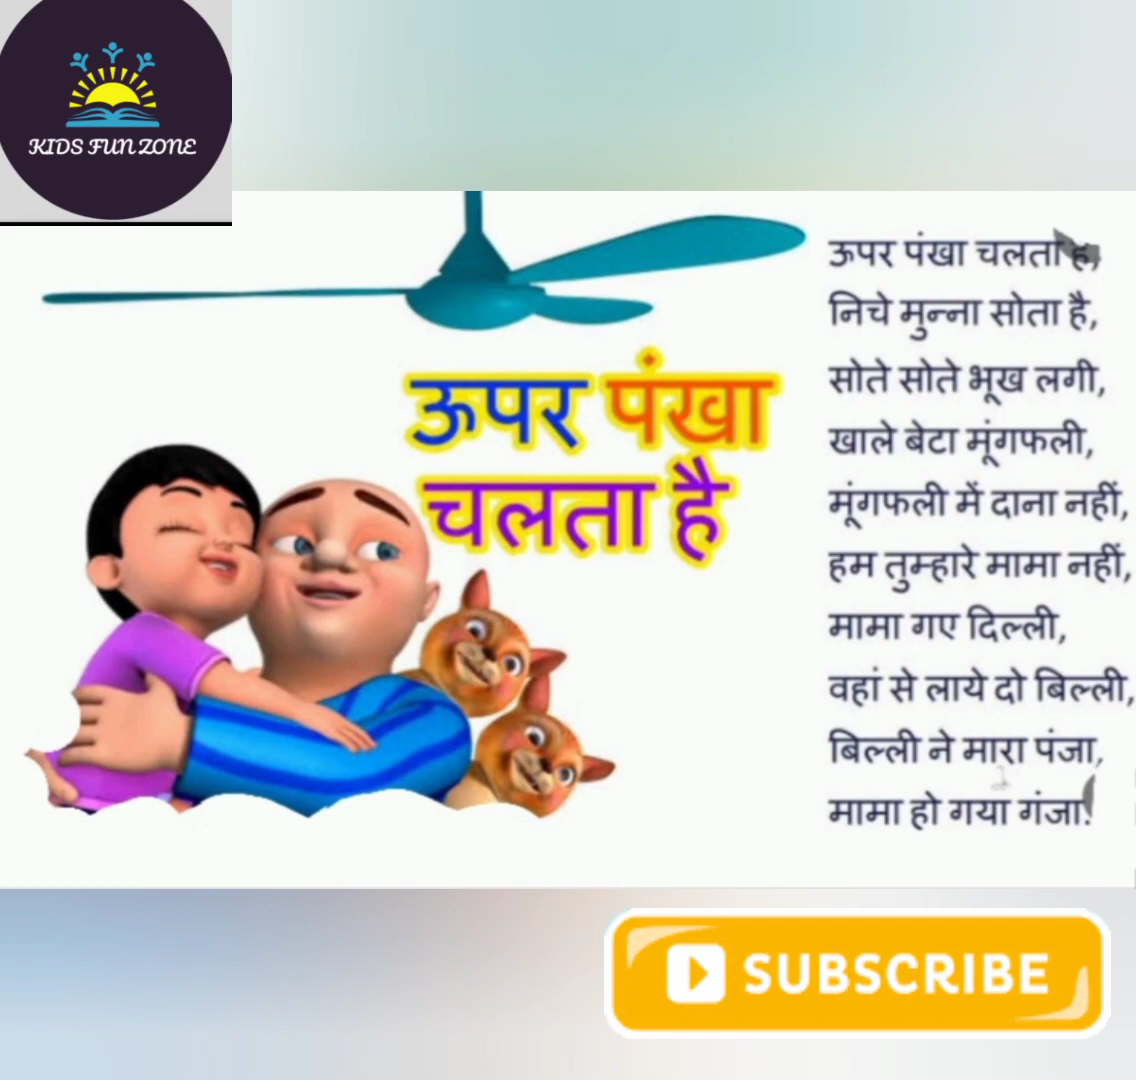 KIDS FUN ZONE
ऊपर पंखा
चलता है
ऊपर पंखा चलता है,
निचे मुन्ना सोता है,
सोते सोते भूख लगी,
खाले बेटा मूंगफली,
मूंगफली में दाना नहीं,
हम तुम्हारे मामा नहीं,
मामा गए दिल्ली,
वहां से लाये दो बिल्ली,
बिल्ली ने मारा पंजा,
मामा हो गया गंजा!
SUBSCRIBE